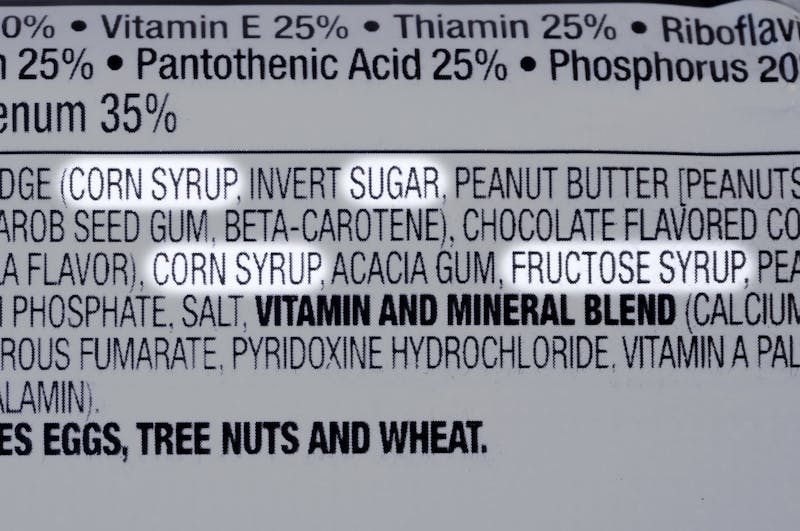 0% • Vitamin E 25% • Thiamin 25% • Riboflavi
n 25% • Pantothenic Acid 25% • Phosphorus 20
enum 35%
DGE (CORN SYRUP, INVERT SUGAR, PEANUT BUTTER [PEANUTS
AROB SEED GUM, BETA-CAROTENE), CHOCOLATE FLAVORED CO
LA FLAVOR), CORN SYRUP, ACACIA GUM, FRUCTOSE SYRUP, PEA
PHOSPHATE, SALT, VITAMIN AND MINERAL BLEND (CALCIUM
ROUS FUMARATE, PYRIDOXINE HYDROCHLORIDE, VITAMIN A PAL
ALAMIN).
ES EGGS, TREE NUTS AND WHEAT.